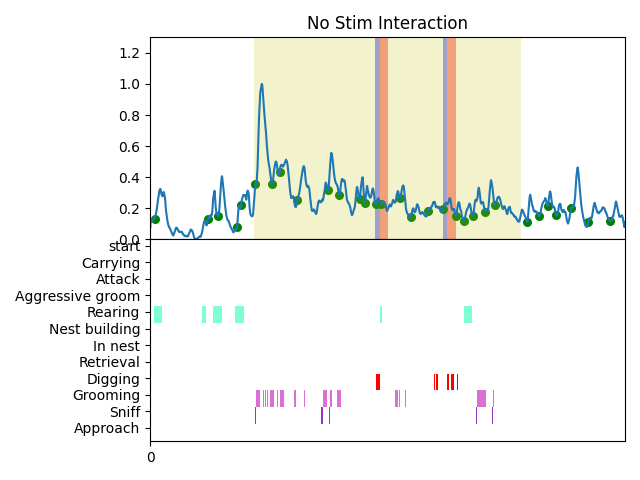 No Stim Interaction
1.2
1.0
0.8
0.6
0.4
0.2
0.0
start
Carrying
Attack
Aggressive groom
Rearing
Nest building
In nest
Retrieval
Digging
Grooming
Sniff
Approach
0